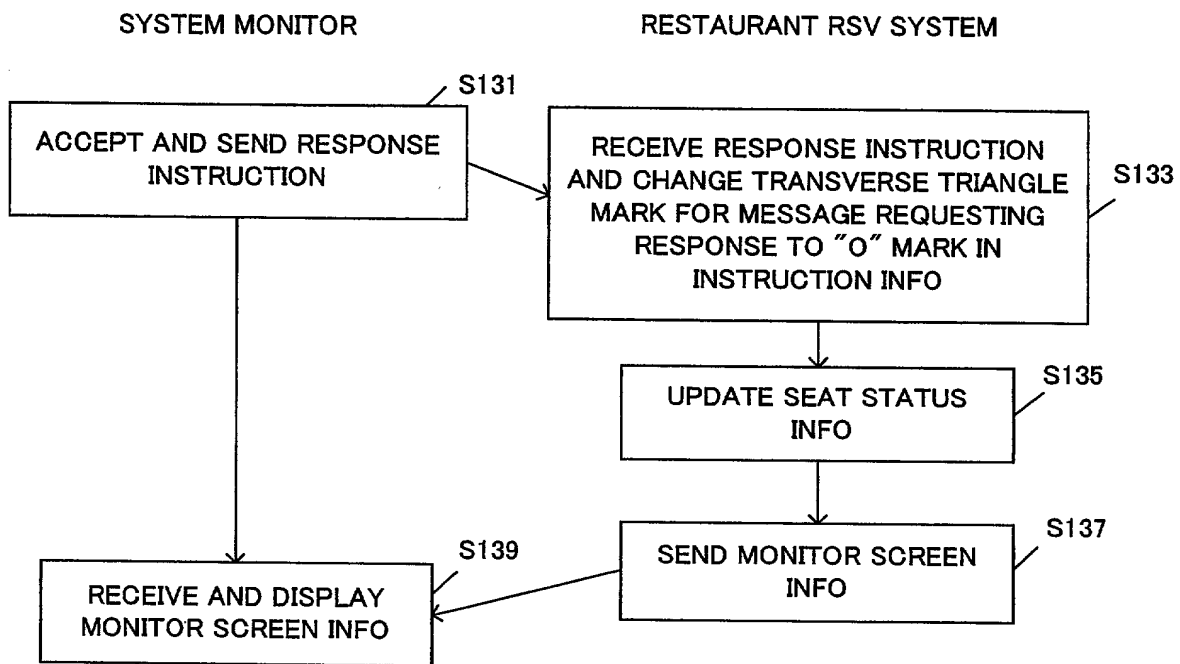 SYSTEM MONITOR
RESTAURANT RSV SYSTEM
S131
ACCEPT AND SEND RESPONSE
INSTRUCTION
RECEIVE RESPONSE INSTRUCTION
AND CHANGE TRANSVERSE TRIANGLE
MARK FOR MESSAGE REQUESTING
RESPONSE TO "O" MARK IN
INSTRUCTION INFO
S133
UPDATE SEAT STATUS
INFO
S135
SEND MONITOR SCREEN
INFO
S137
S139
RECEIVE AND DISPLAY
MONITOR SCREEN INFO